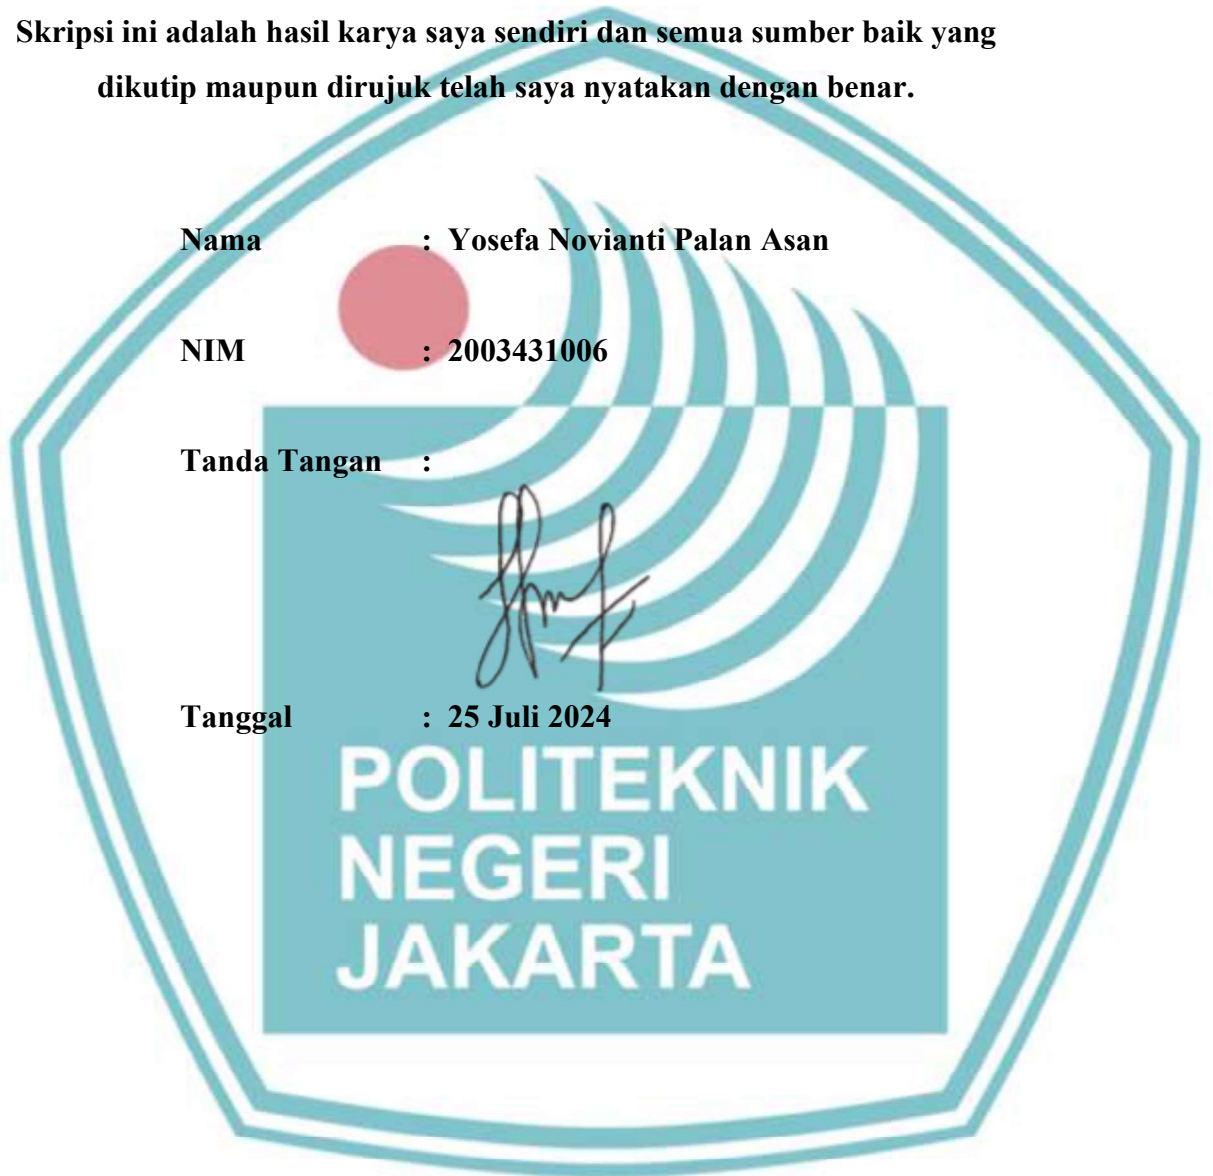 Skripsi ini adalah hasil karya saya sendiri dan semua sumber baik yang
dikutip maupun dirujuk telah saya nyatakan dengan benar.
Nama : Yosefa Novianti Palan Asan
NIM : 2003431006
Tanda Tangan :
Tanggal : 25 Juli 2024
POLITEKNIK
NEGERI
JAKARTA